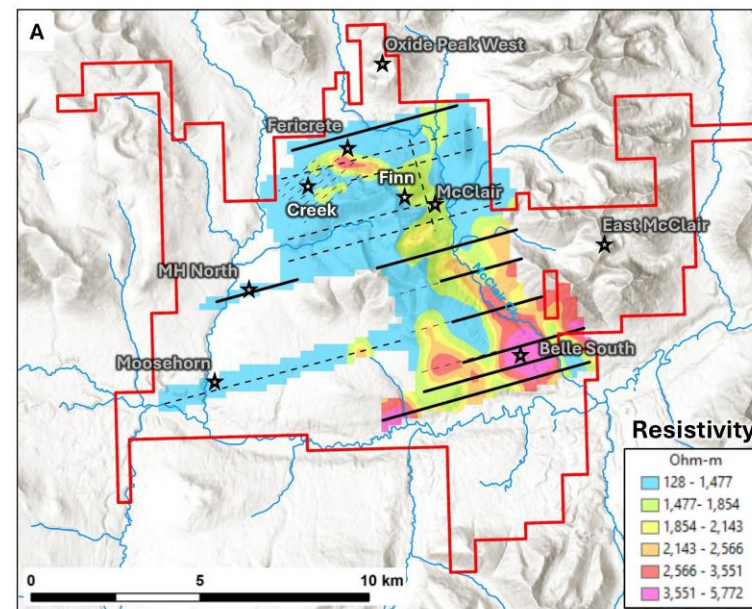 A
Oxide Peak West
Fericrete
Finn
McClair
Creek
East McClair
MH North
McClair Ck.
Belle South
Moosehorn
Resistivity
Ohm-m
128 - 1,477
1,477- 1,854
1,854 - 2,143
2,143 - 2,566
2,566 - 3,551
3,551 - 5,772
0 5 10 km